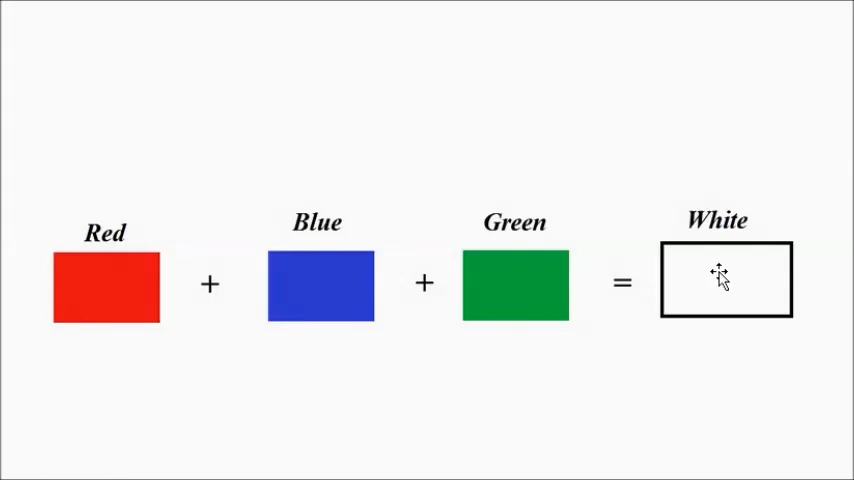 Red Blue Green White
+ + =